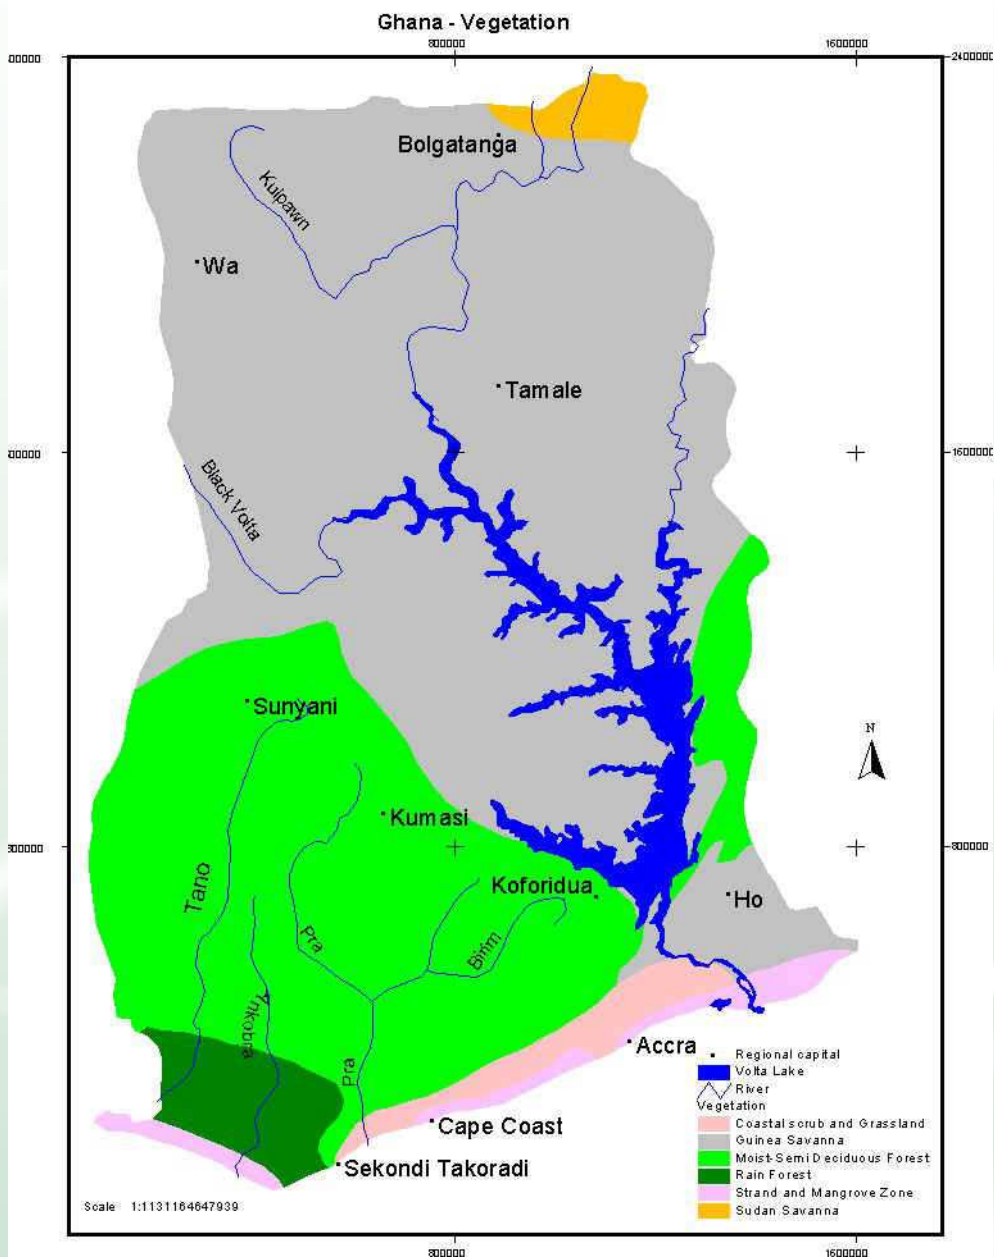 Ghana - Vegetation
800000
1600000
00000
2400000
Bolgatanga
Kulpawn
Wa
Tamale
00000
1600000
Black Volta
Sunyani
N
Kumasi
800000
800000
Tano
Koforidua
Ho
Pra
Birim
Ankobra
Pra
Accra
Cape Coast
Sekondi Takoradi
Regional capital
Volta Lake
River
Vegetation
Coastal scrub and Grassland
Guinea Savanna
Moist-Semi Deciduous Forest
Rain Forest
Strand and Mangrove Zone
Sudan Savanna
Scale 1:1131164647939
800000
1600000